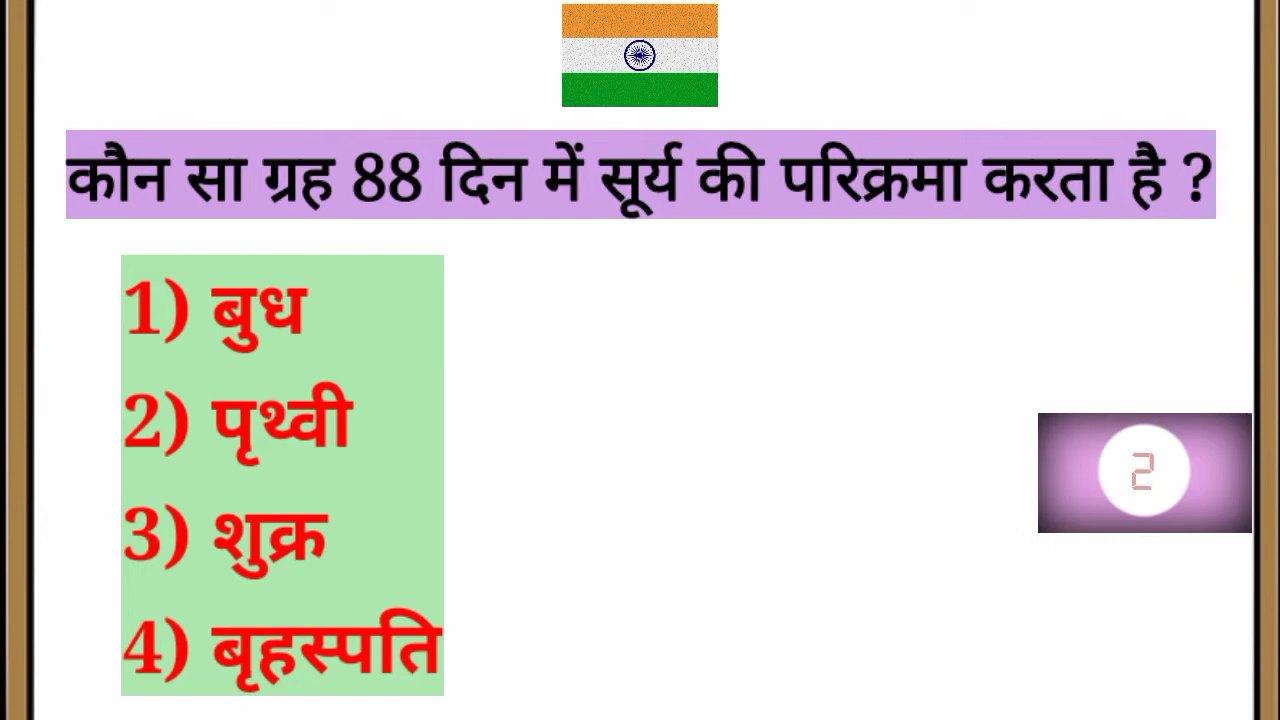 कौन सा ग्रह 88 दिन में सूर्य की परिक्रमा करता है ?
1) बुध
2) पृथ्वी
3) शुक्र
4) बृहस्पति
2